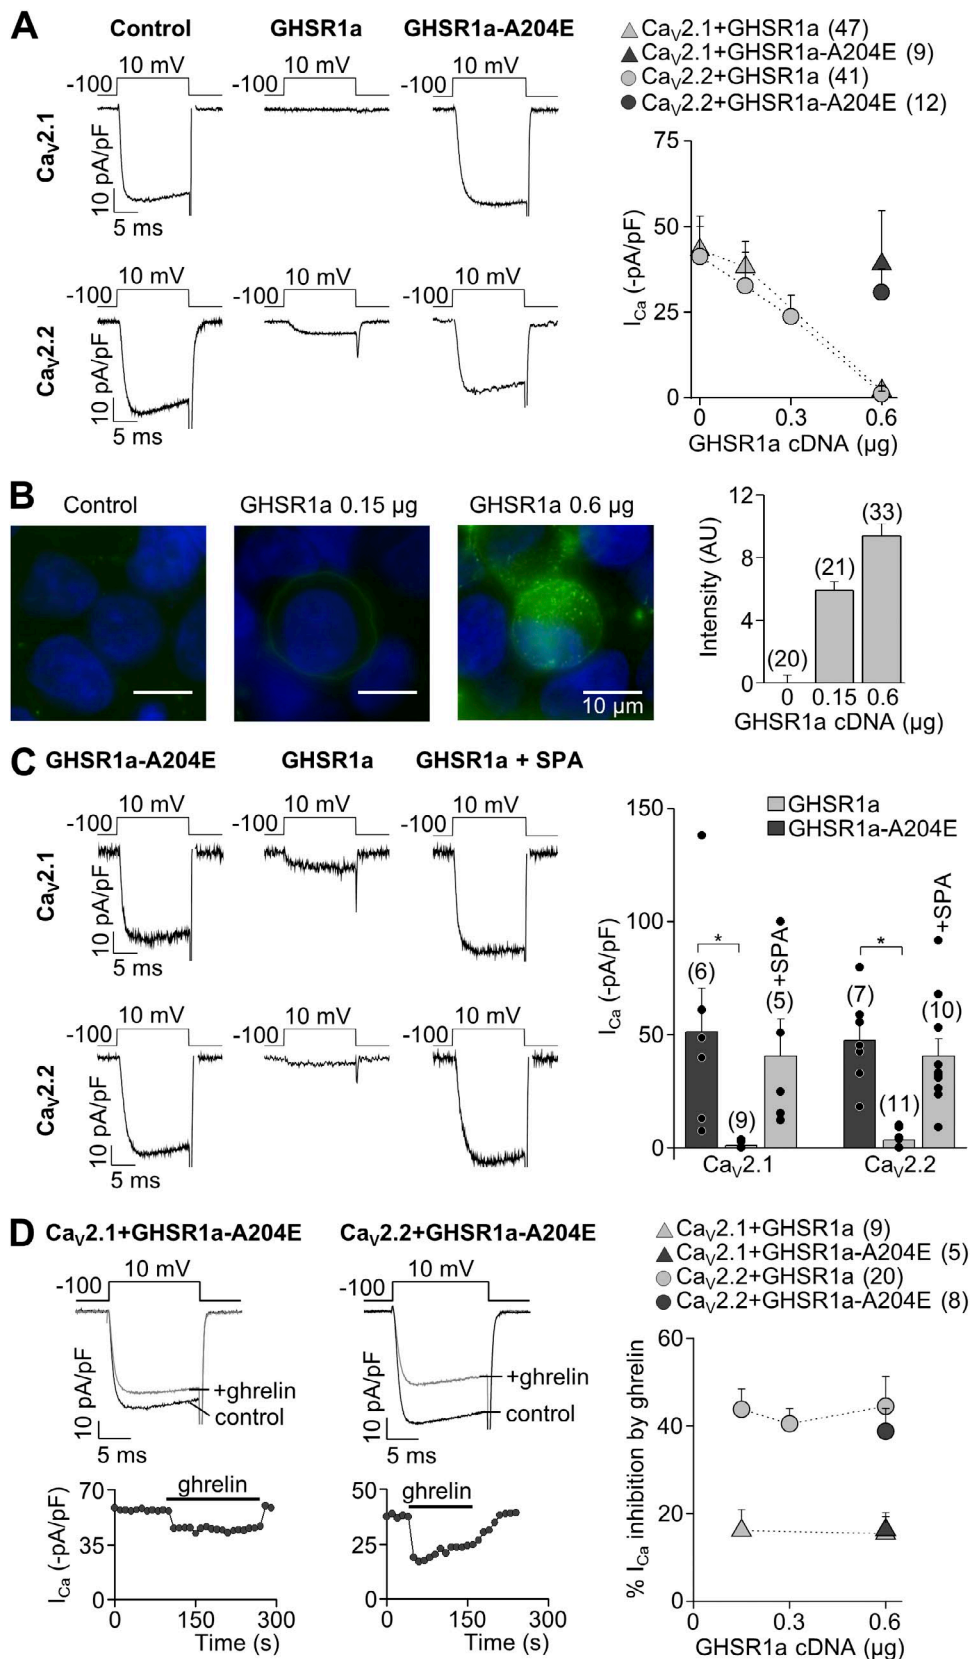 A
Control
GHSR1a
GHSR1a-A204E
10 mV
10 mV
10 mV
-100
-100
-100
CaV2.1
10 pA/pF
5 ms
10 mV
10 mV
10 mV
-100
-100
-100
CaV2.2
10 pA/pF
5 ms
CaV2.1+GHSR1a (47)
CaV2.1+GHSR1a-A204E (9)
CaV2.2+GHSR1a (41)
CaV2.2+GHSR1a-A204E (12)
75
50
25
0
ICa (-pA/pF)
0 0.3 0.6
GHSR1a cDNA (µg)
B
Control
GHSR1a 0.15 µg
GHSR1a 0.6 µg
10 µm
12
8
4
0
Intensity (AU)
(20)
(21)
(33)
0 0.15 0.6
GHSR1a cDNA (µg)
C
GHSR1a-A204E
GHSR1a
GHSR1a + SPA
10 mV
10 mV
10 mV
-100
-100
-100
CaV2.1
10 pA/pF
5 ms
10 mV
10 mV
10 mV
-100
-100
-100
CaV2.2
10 pA/pF
5 ms
GHSR1a
GHSR1a-A204E
150
100
50
0
ICa (-pA/pF)
*
*
(6)
(9)
(5)
+SPA
(7)
(11)
(10)
+SPA
CaV2.1
CaV2.2
D
CaV2.1+GHSR1a-A204E
CaV2.2+GHSR1a-A204E
10 mV
10 mV
-100
-100
10 pA/pF
5 ms
+ghrelin
control
10 pA/pF
5 ms
+ghrelin
control
70
35
0
ICa (-pA/pF)
ghrelin
0 150 300
Time (s)
50
25
0
ghrelin
0 150 300
Time (s)
CaV2.1+GHSR1a (9)
CaV2.1+GHSR1a-A204E (5)
CaV2.2+GHSR1a (20)
CaV2.2+GHSR1a-A204E (8)
60
40
20
0
% ICa inhibition by ghrelin
0 0.3 0.6
GHSR1a cDNA (µg)